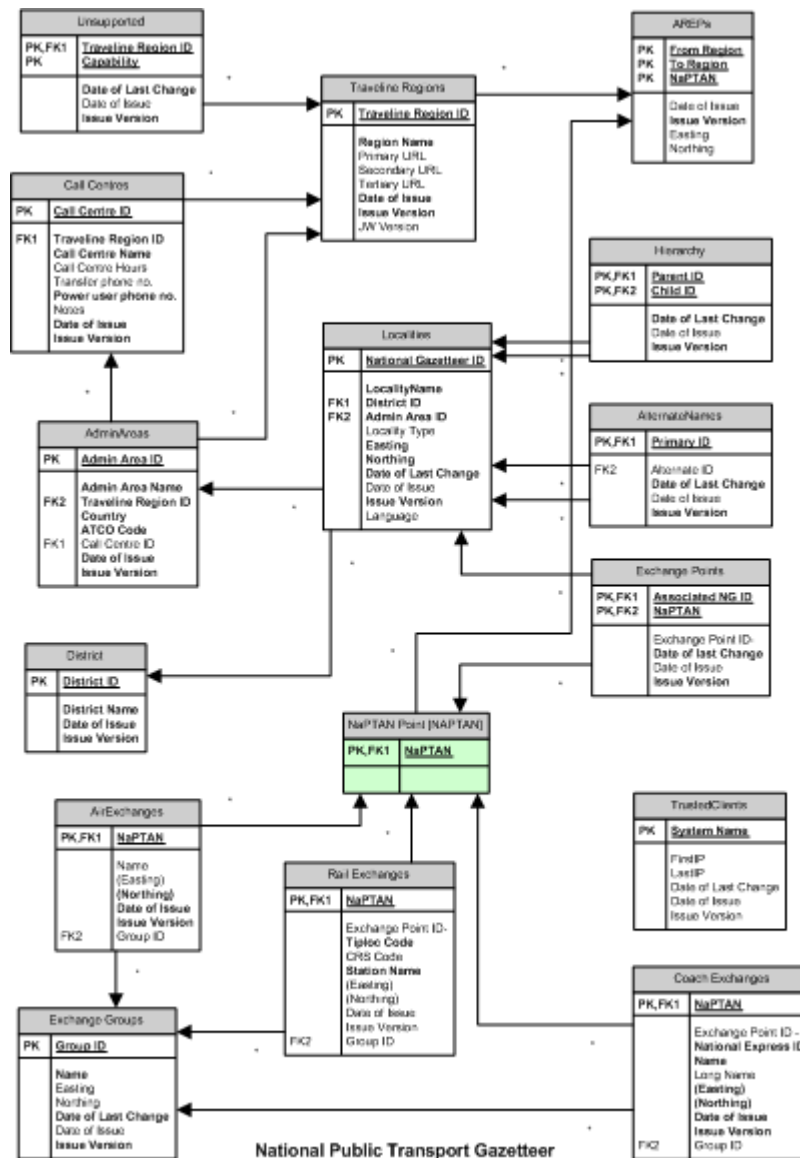 Unsupported
PK,FK1 Traveline Region ID
PK Capability
Date of Last Change
Date of Issue
Issue Version
Traveline Regions
PK Traveline Region ID
Region Name
Primary URL
Secondary URL
Tertiary URL
Date of Issue
Issue Version
JW Version
AREPs
PK From Region
PK To Region
PK NaPTAN
Date of Issue
Issue Version
Easting
Northing
Call Centres
PK Call Centre ID
FK1 Traveline Region ID
Call Centre Name
Call Centre Hours
Transfer phone no.
Power user phone no.
Notes
Date of Issue
Issue Version
Hierarchy
PK,FK1 Parent ID
PK,FK2 Child ID
Date of Last Change
Date of Issue
Issue Version
Localities
PK National Gazetteer ID
LocalityName
FK1 District ID
FK2 Admin Area ID
Locality Type
Easting
Northing
Date of Last Change
Date of Issue
Issue Version
Language
AlternateNames
PK,FK1 Primary ID
FK2 Alternate ID
Date of Last Change
Date of Issue
Issue Version
AdminAreas
PK Admin Area ID
Admin Area Name
FK2 Traveline Region ID
Country
ATCO Code
FK1 Call Centre ID
Date of Issue
Issue Version
Exchange Points
PK,FK1 Associated NG ID
PK,FK2 NaPTAN
Exchange Point ID-
Date of last Change
Date of Issue
Issue Version
District
PK District ID
District Name
Date of Issue
Issue Version
NaPTAN Point [NAPTAN]
PK,FK1 NaPTAN
AirExchanges
PK,FK1 NaPTAN
Name
(Easting)
(Northing)
Date of Issue
Issue Version
FK2 Group ID
TrustedClients
PK System Name
FirstIP
LastIP
Date of Last Change
Date of Issue
Issue Version
Rail Exchanges
PK,FK1 NaPTAN
Exchange Point ID-
Tiploc Code
CRS Code
Station Name
(Easting)
(Northing)
Date of Issue
Issue Version
FK2 Group ID
Coach Exchanges
PK,FK1 NaPTAN
Exchange Point ID -
National Express ID
Name
Long Name
(Easting)
(Northing)
Date of Issue
Issue Version
FK2 Group ID
Exchange Groups
PK Group ID
Name
Easting
Northing
Date of Last Change
Date of Issue
Issue Version
National Public Transport Gazetteer